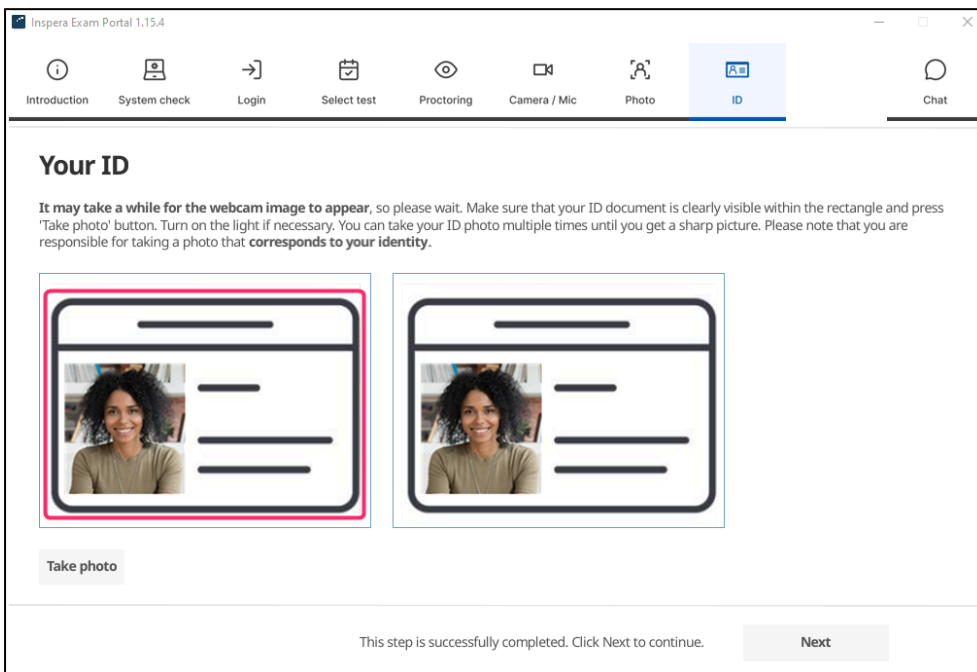 Inspera Exam Portal 1.15.4
Introduction
System check
Login
Select test
Proctoring
Camera / Mic
Photo
ID
Chat
Your ID
It may take a while for the webcam image to appear, so please wait. Make sure that your ID document is clearly visible within the rectangle and press
'Take photo' button. Turn on the light if necessary. You can take your ID photo multiple times until you get a sharp picture. Please note that you are
responsible for taking a photo that corresponds to your identity.
Take photo
This step is successfully completed. Click Next to continue.
Next